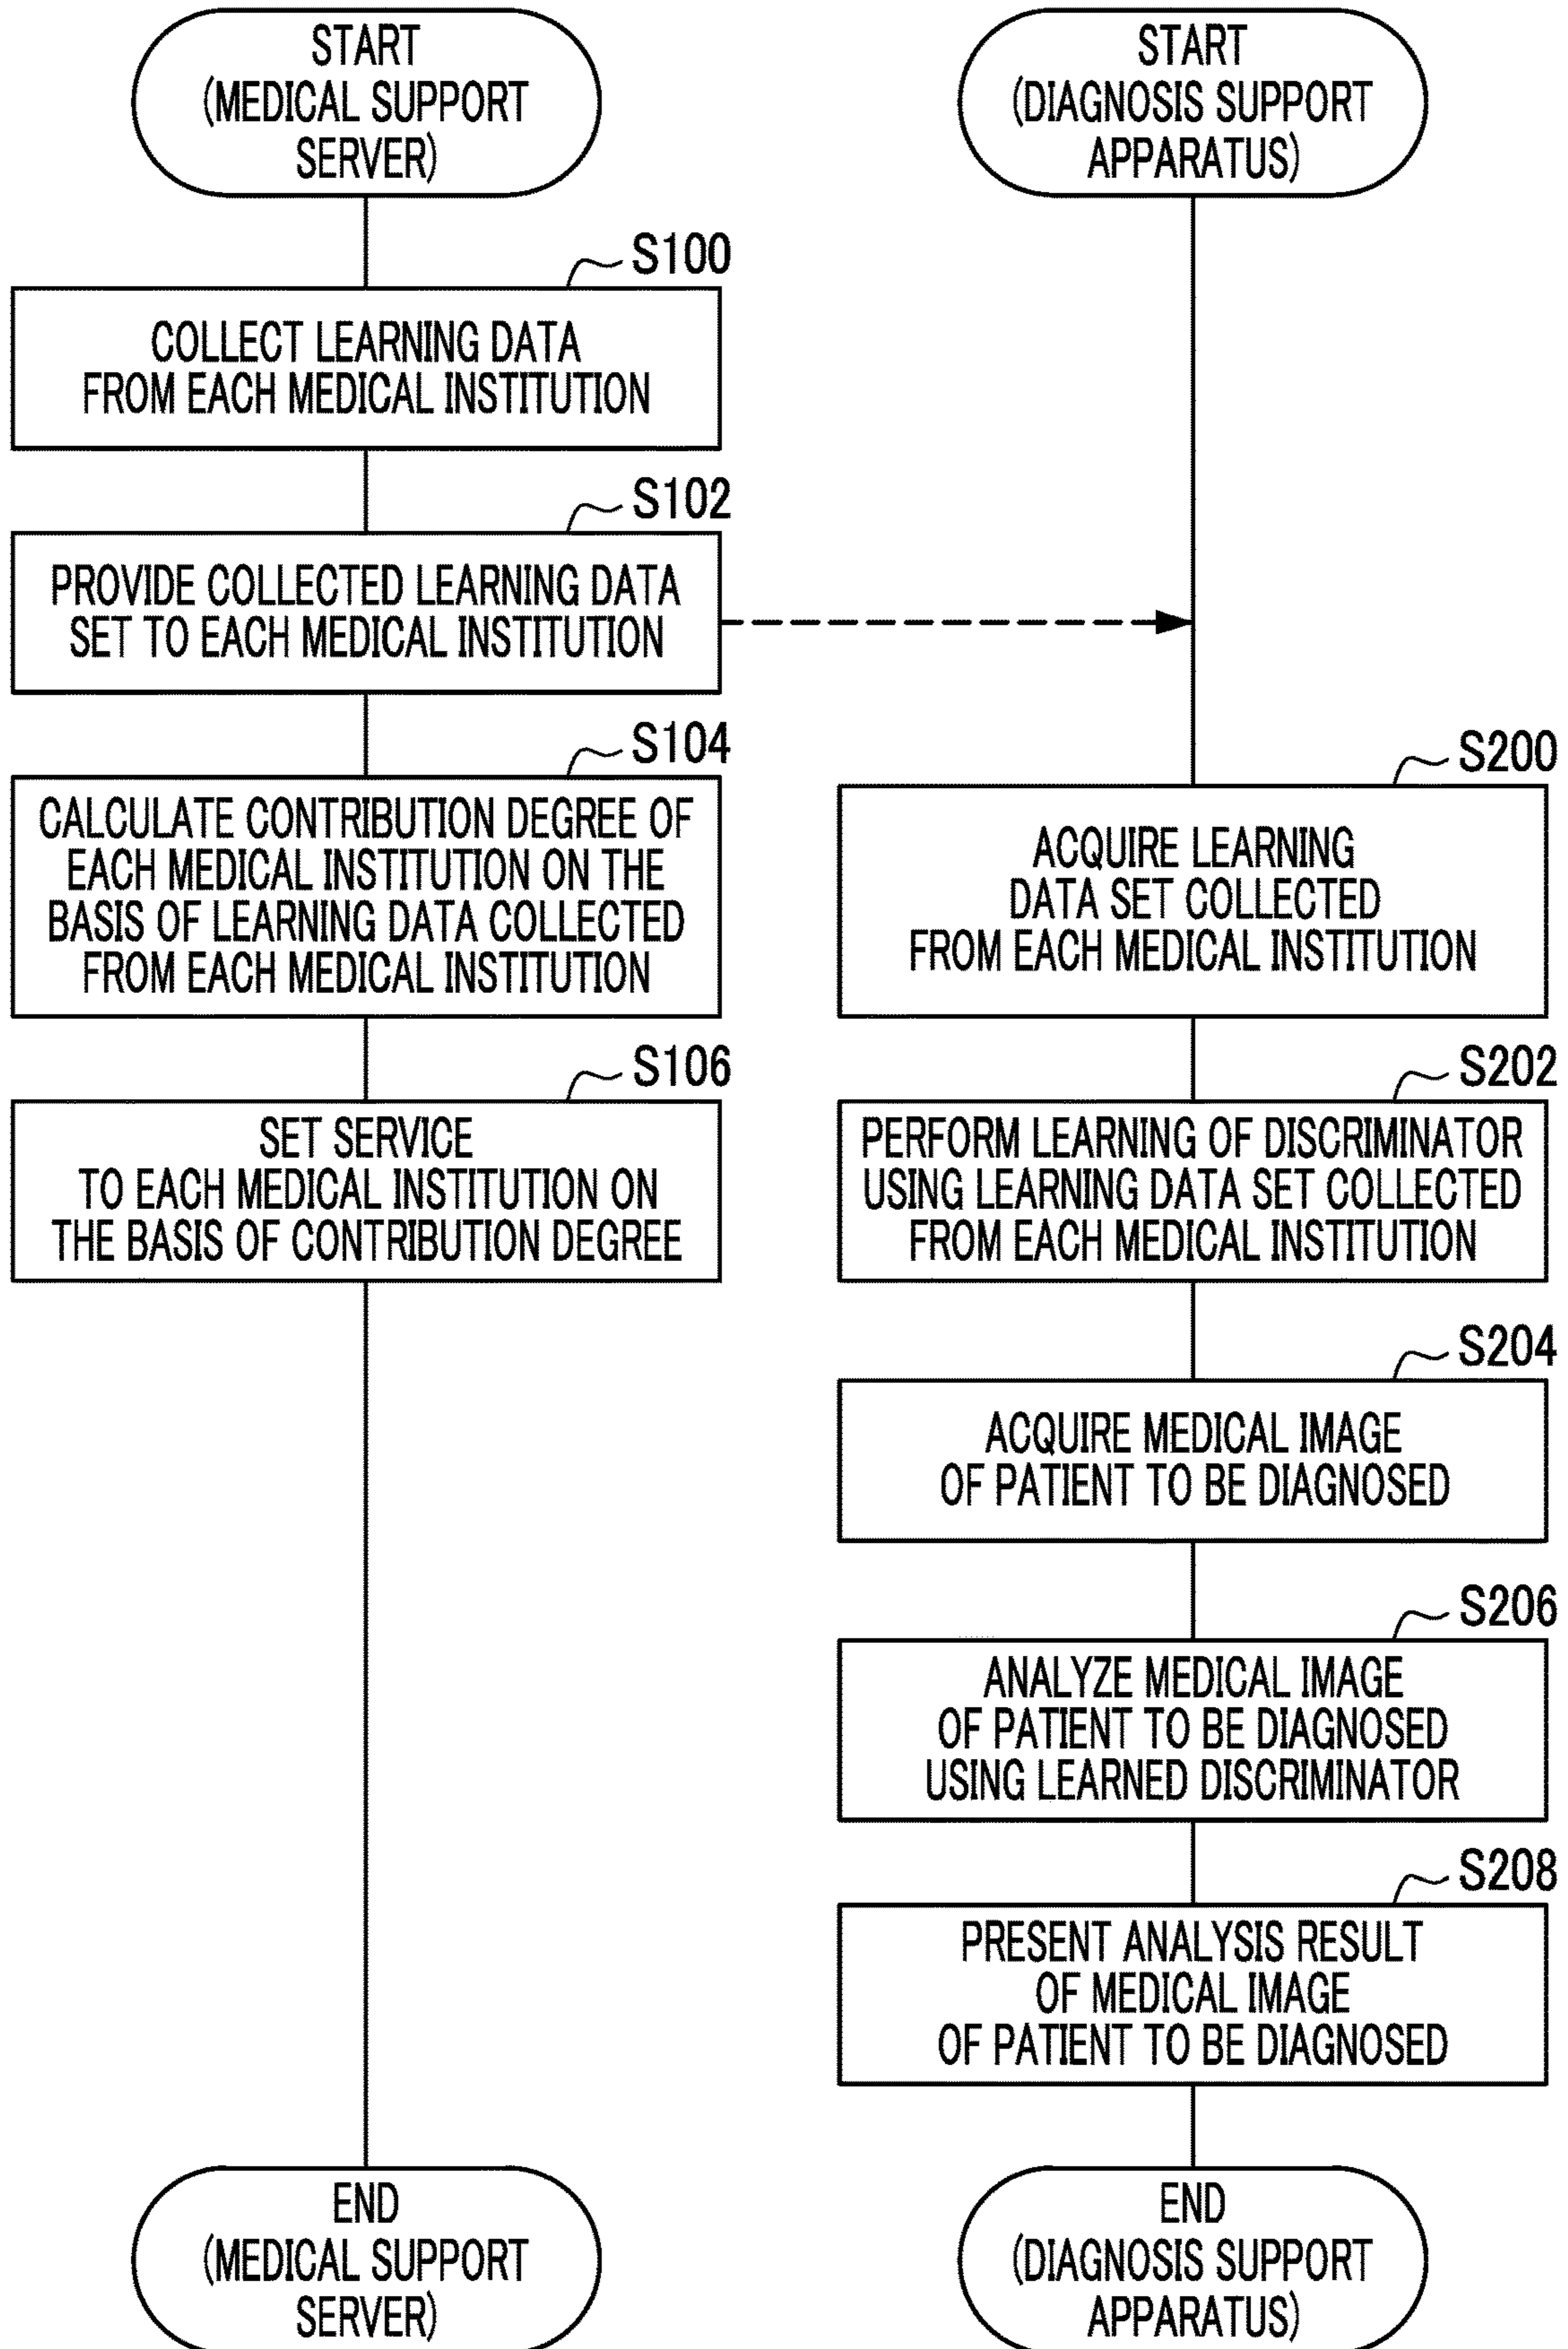 START
(MEDICAL SUPPORT
SERVER)
S100
COLLECT LEARNING DATA
FROM EACH MEDICAL INSTITUTION
S102
PROVIDE COLLECTED LEARNING DATA
SET TO EACH MEDICAL INSTITUTION
S104
CALCULATE CONTRIBUTION DEGREE OF
EACH MEDICAL INSTITUTION ON THE
BASIS OF LEARNING DATA COLLECTED
FROM EACH MEDICAL INSTITUTION
S106
SET SERVICE
TO EACH MEDICAL INSTITUTION ON
THE BASIS OF CONTRIBUTION DEGREE
END
(MEDICAL SUPPORT
SERVER)
START
(DIAGNOSIS SUPPORT
APPARATUS)
S200
ACQUIRE LEARNING
DATA SET COLLECTED
FROM EACH MEDICAL INSTITUTION
S202
PERFORM LEARNING OF DISCRIMINATOR
USING LEARNING DATA SET COLLECTED
FROM EACH MEDICAL INSTITUTION
S204
ACQUIRE MEDICAL IMAGE
OF PATIENT TO BE DIAGNOSED
S206
ANALYZE MEDICAL IMAGE
OF PATIENT TO BE DIAGNOSED
USING LEARNED DISCRIMINATOR
S208
PRESENT ANALYSIS RESULT
OF MEDICAL IMAGE
OF PATIENT TO BE DIAGNOSED
END
(DIAGNOSIS SUPPORT
APPARATUS)